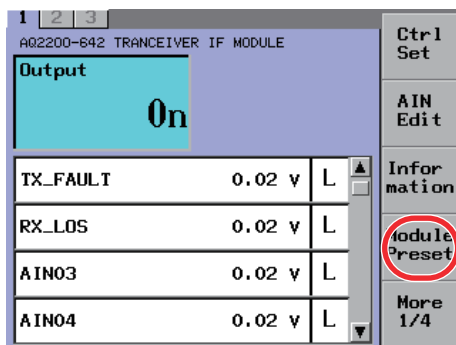 1 2 3
AQ2200-642 TRANCEIVER IF MODULE
Output
On
TX_FAULT 0.02 V L
RX_LOS 0.02 V L
AIN03 0.02 V L
AIN04 0.02 V L
Ctrl
Set
AIN
Edit
Infor
mation
Module
Preset
More
1/4